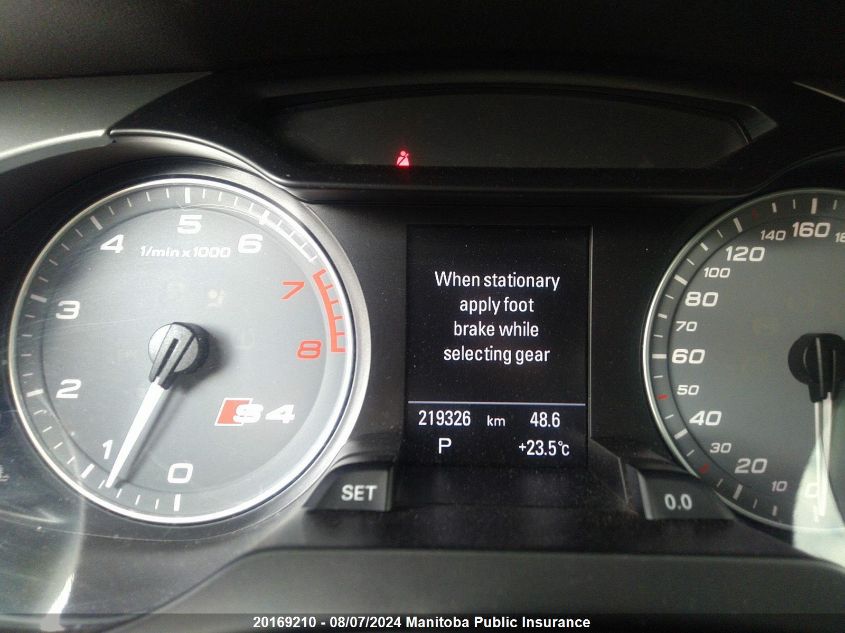 5
4
6
1/min x 1000
7
3
8
2
S4
1
0
When stationary
apply foot
brake while
selecting gear
219326 km 48.6
P +23.5°c
SET
0.0
140 160
120
100
80
70
60
50
40
30
20
10
0
20169210 - 08/07/2024 Manitoba Public Insurance